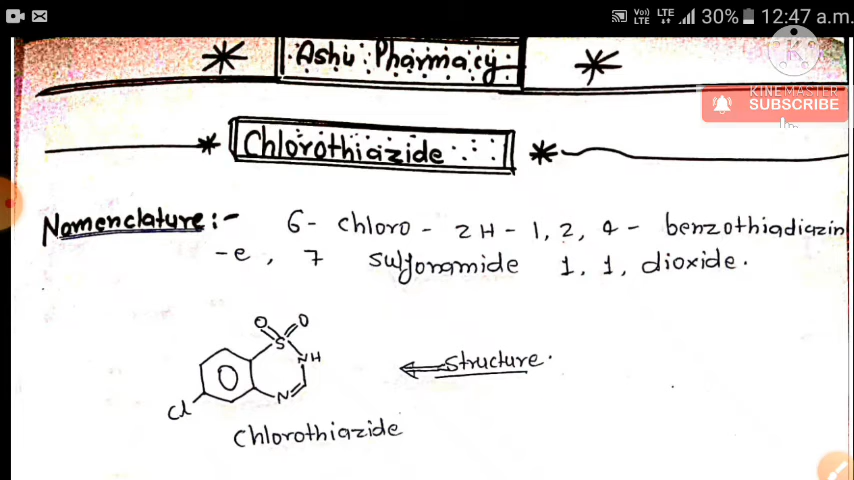 Vo) LTE LTE 30% 12:47 a.m.
Ashu Pharmacy
KINEMASTER
SUBSCRIBE
Chlorothiazide
Nomenclature:- 6- chloro - 2H - 1, 2, 4 - benzothiadiazin
-e, 7 sulfonamide 1, 1, dioxide.
O O
S
NH
N
Cl
structure.
Chlorothiazide